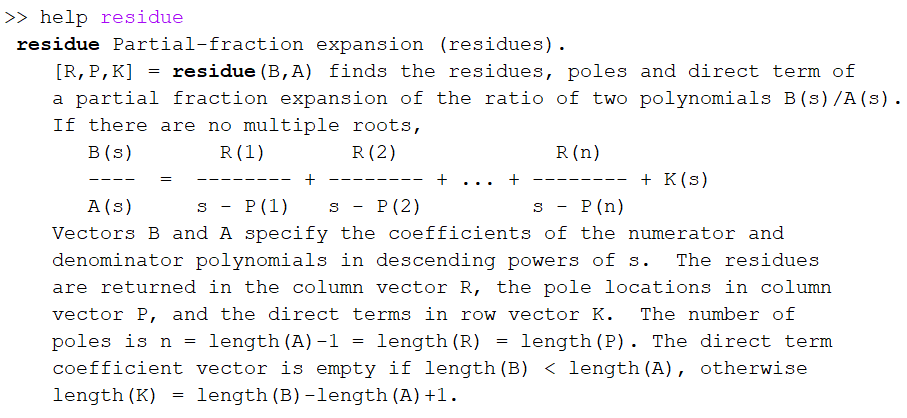 >> help residue
residue Partial-fraction expansion (residues).
[R,P,K] = residue(B,A) finds the residues, poles and direct term of
a partial fraction expansion of the ratio of two polynomials B(s)/A(s).
If there are no multiple roots,
B(s)       R(1)       R(2)             R(n)
----  =  -------- + -------- + ... + -------- + K(s)
A(s)     s - P(1)   s - P(2)         s - P(n)
Vectors B and A specify the coefficients of the numerator and
denominator polynomials in descending powers of s.  The residues
are returned in the column vector R, the pole locations in column
vector P, and the direct terms in row vector K.  The number of
poles is n = length(A)-1 = length(R) = length(P). The direct term
coefficient vector is empty if length(B) < length(A), otherwise
length(K) = length(B)-length(A)+1.